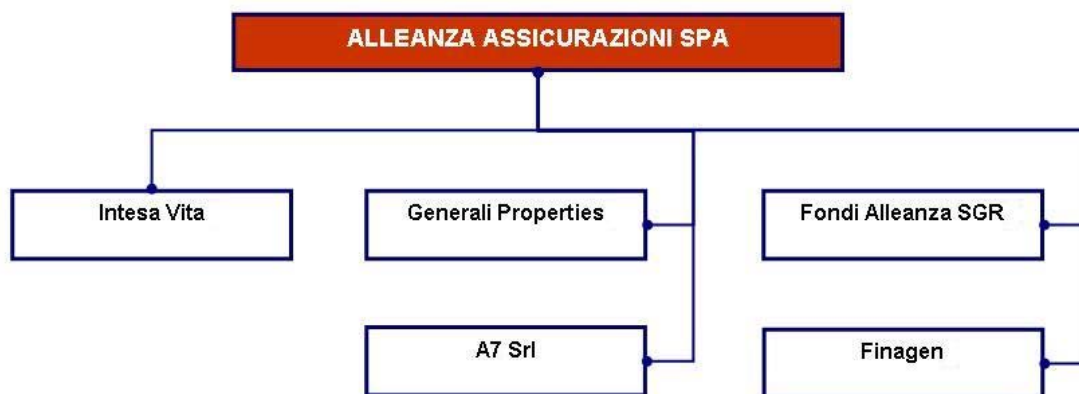 ALLEANZA ASSICURAZIONI SPA
Intesa Vita
Generali Properties
Fondi Alleanza SGR
A7 Srl
Finagen